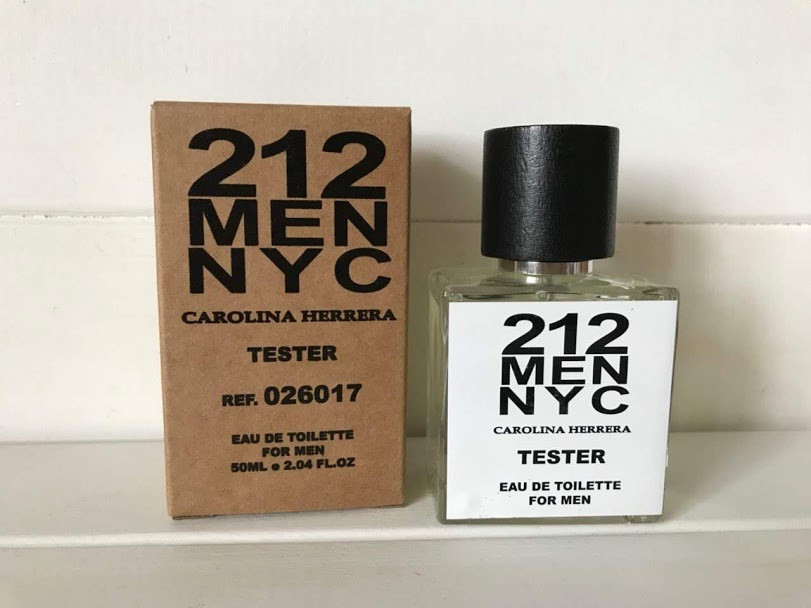 212
MEN
NYC
CAROLINA HERRERA
TESTER
REF. 026017
EAU DE TOILETTE
FOR MEN
50ML e 2.04 FL.OZ
212
MEN
NYC
CAROLINA HERRERA
TESTER
EAU DE TOILETTE
FOR MEN